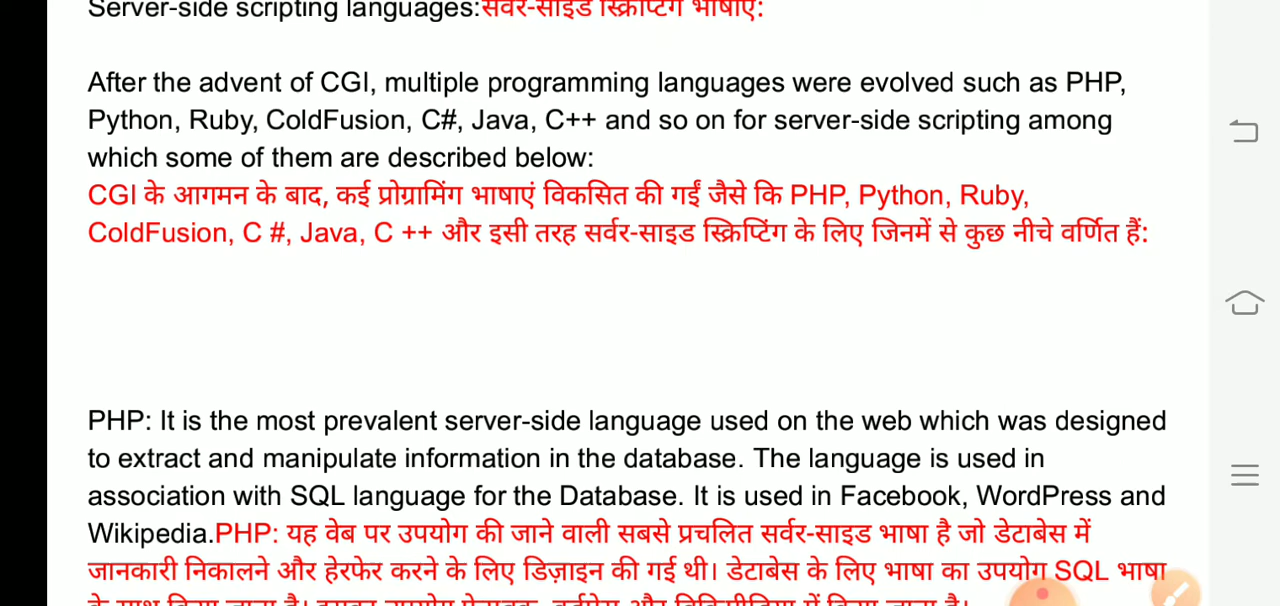 Server-side scripting languages:सर्वर-साइड स्क्रिप्टिंग भाषाएं:
After the advent of CGI, multiple programming languages were evolved such as PHP,
Python, Ruby, ColdFusion, C#, Java, C++ and so on for server-side scripting among
which some of them are described below:
CGI के आगमन के बाद, कई प्रोग्रामिंग भाषाएं विकसित की गईं जैसे कि PHP, Python, Ruby,
ColdFusion, C #, Java, C ++ और इसी तरह सर्वर-साइड स्क्रिप्टिंग के लिए जिनमें से कुछ नीचे वर्णित हैं:
PHP: It is the most prevalent server-side language used on the web which was designed
to extract and manipulate information in the database. The language is used in
association with SQL language for the Database. It is used in Facebook, WordPress and
Wikipedia.PHP: यह वेब पर उपयोग की जाने वाली सबसे प्रचलित सर्वर-साइड भाषा है जो डेटाबेस में
जानकारी निकालने और हेरफेर करने के लिए डिज़ाइन की गई थी। डेटाबेस के लिए भाषा का उपयोग SQL भाषा
के साथ किया जाता है। इसका उपयोग फेसबुक, वर्डप्रेस और विकिपीडिया में किया जाता है।